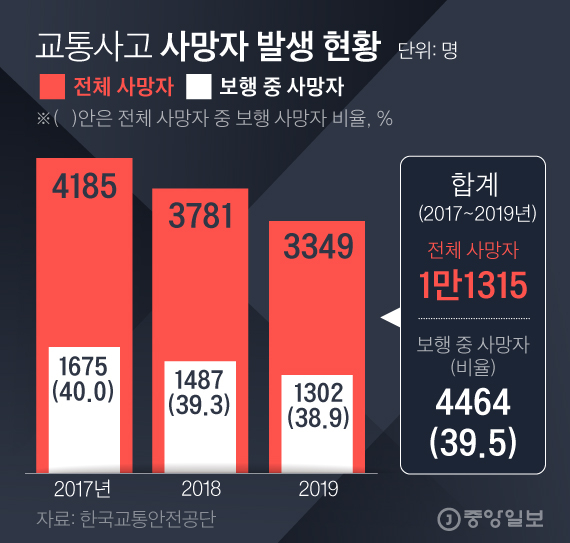 교통사고 사망자 발생 현황 단위: 명
전체 사망자 보행 중 사망자
※( )안은 전체 사망자 중 보행 사망자 비율, %
4185
1675
(40.0)
2017년
3781
1487
(39.3)
2018
3349
1302
(38.9)
2019
합계
(2017~2019년)
전체 사망자
1만1315
보행 중 사망자
(비율)
4464
(39.5)
자료: 한국교통안전공단
중앙일보